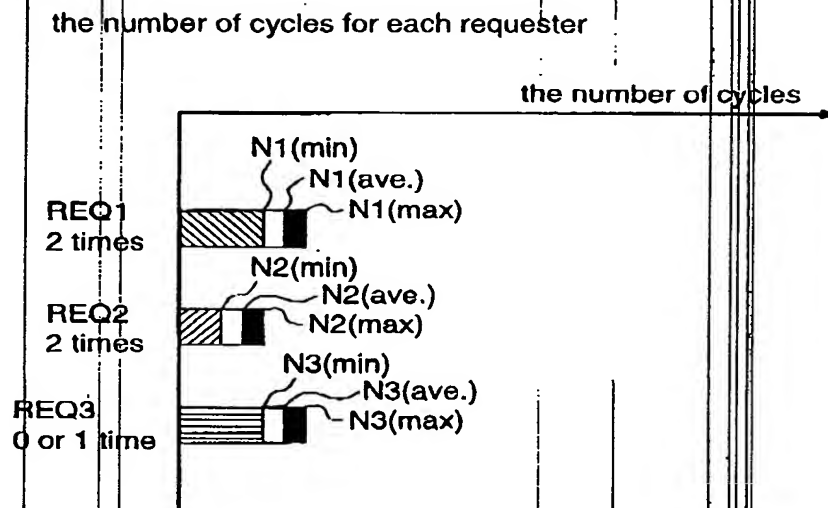 the number of cycles for each requester
the number of cycles
N1(min)
N1(ave.)
N1(max)
REQ1
2 times
N2(min)
N2(ave.)
N2(max)
REQ2
2 times
N3(min)
N3(ave.)
N3(max)
REQ3
0 or 1 time